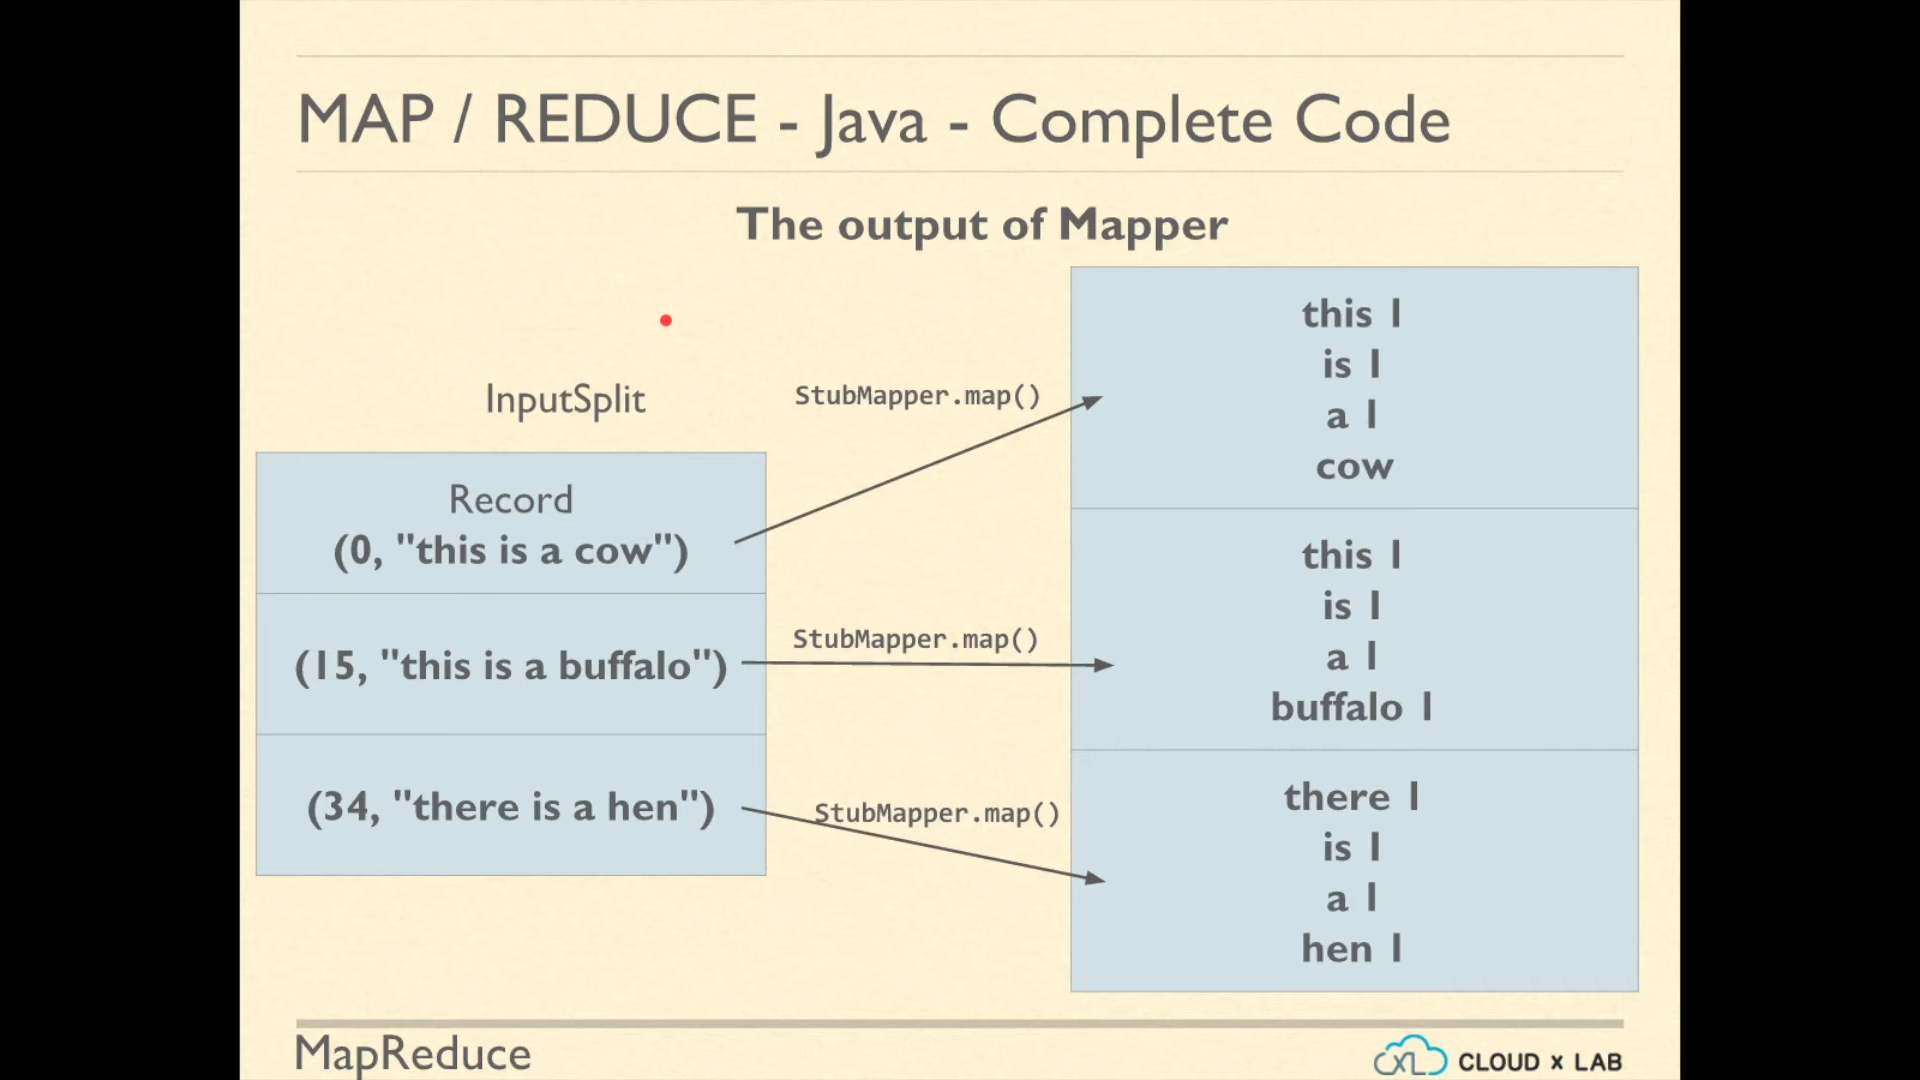 MAP / REDUCE - Java - Complete Code
The output of Mapper
InputSplit
Record
(0, "this is a cow")
(15, "this is a buffalo")
(34, "there is a hen")
StubMapper.map()
StubMapper.map()
StubMapper.map()
this 1
is 1
a 1
cow
this 1
is 1
a 1
buffalo 1
there 1
is 1
a 1
hen 1
MapReduce
CXL CLOUD x LAB